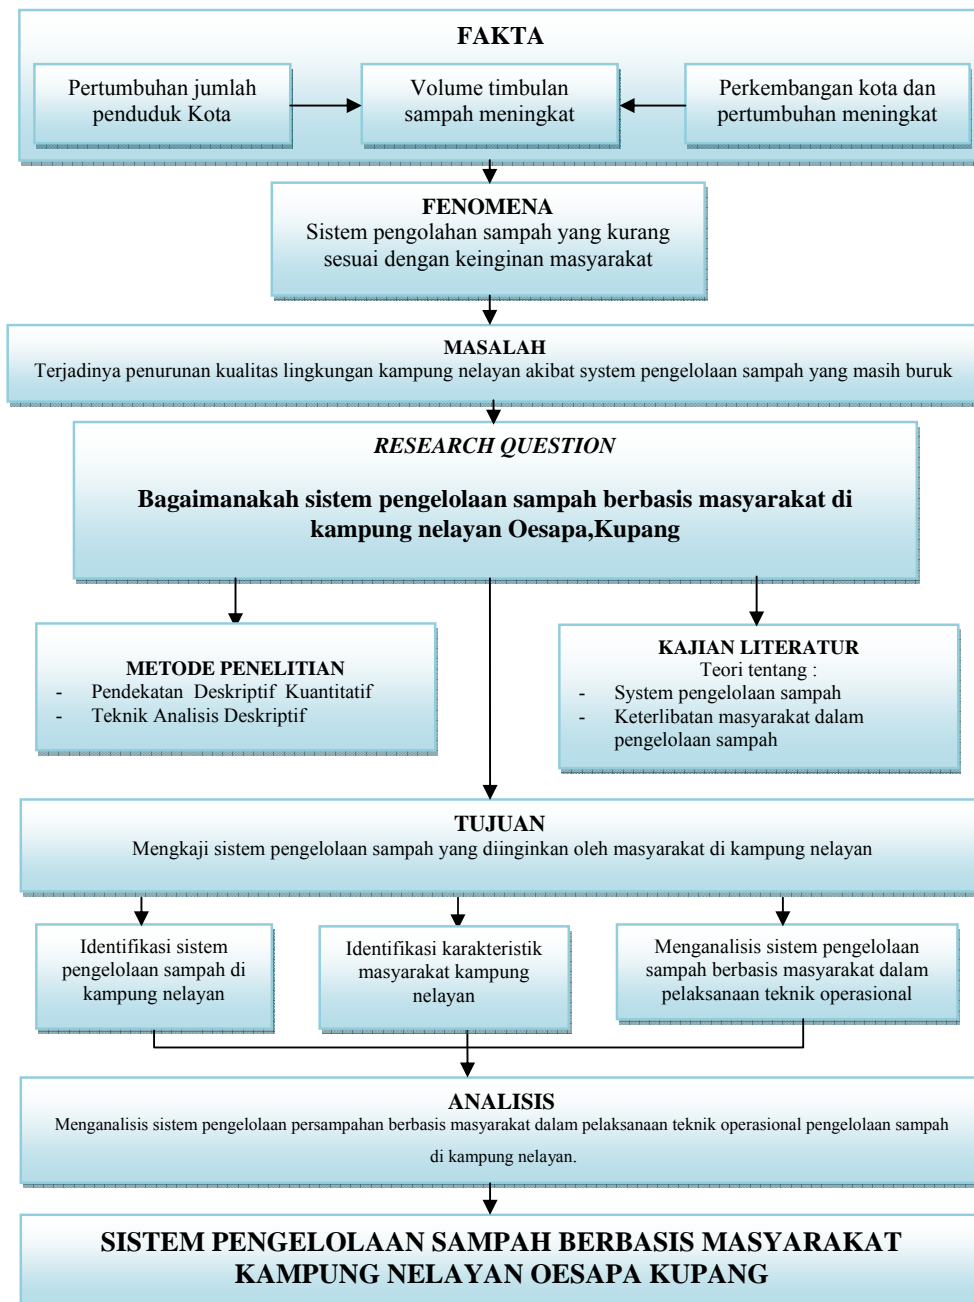 FAKTA
Pertumbuhan jumlah
penduduk Kota
Volume timbulan
sampah meningkat
Perkembangan kota dan
pertumbuhan meningkat
FENOMENA
Sistem pengolahan sampah yang kurang
sesuai dengan keinginan masyarakat
MASALAH
Terjadinya penurunan kualitas lingkungan kampung nelayan akibat system pengelolaan sampah yang masih buruk
RESEARCH QUESTION
Bagaimanakah sistem pengelolaan sampah berbasis masyarakat di
kampung nelayan Oesapa,Kupang
METODE PENELITIAN
- Pendekatan Deskriptif Kuantitatif
- Teknik Analisis Deskriptif
KAJIAN LITERATUR
Teori tentang :
- System pengelolaan sampah
- Keterlibatan masyarakat dalam
pengelolaan sampah
TUJUAN
Mengkaji sistem pengelolaan sampah yang diinginkan oleh masyarakat di kampung nelayan
Identifikasi sistem
pengelolaan sampah di
kampung nelayan
Identifikasi karakteristik
masyarakat kampung
nelayan
Menganalisis sistem pengelolaan
sampah berbasis masyarakat dalam
pelaksanaan teknik operasional
ANALISIS
Menganalisis sistem pengelolaan persampahan berbasis masyarakat dalam pelaksanaan teknik operasional pengelolaan sampah
di kampung nelayan.
SISTEM PENGELOLAAN SAMPAH BERBASIS MASYARAKAT
KAMPUNG NELAYAN OESAPA KUPANG